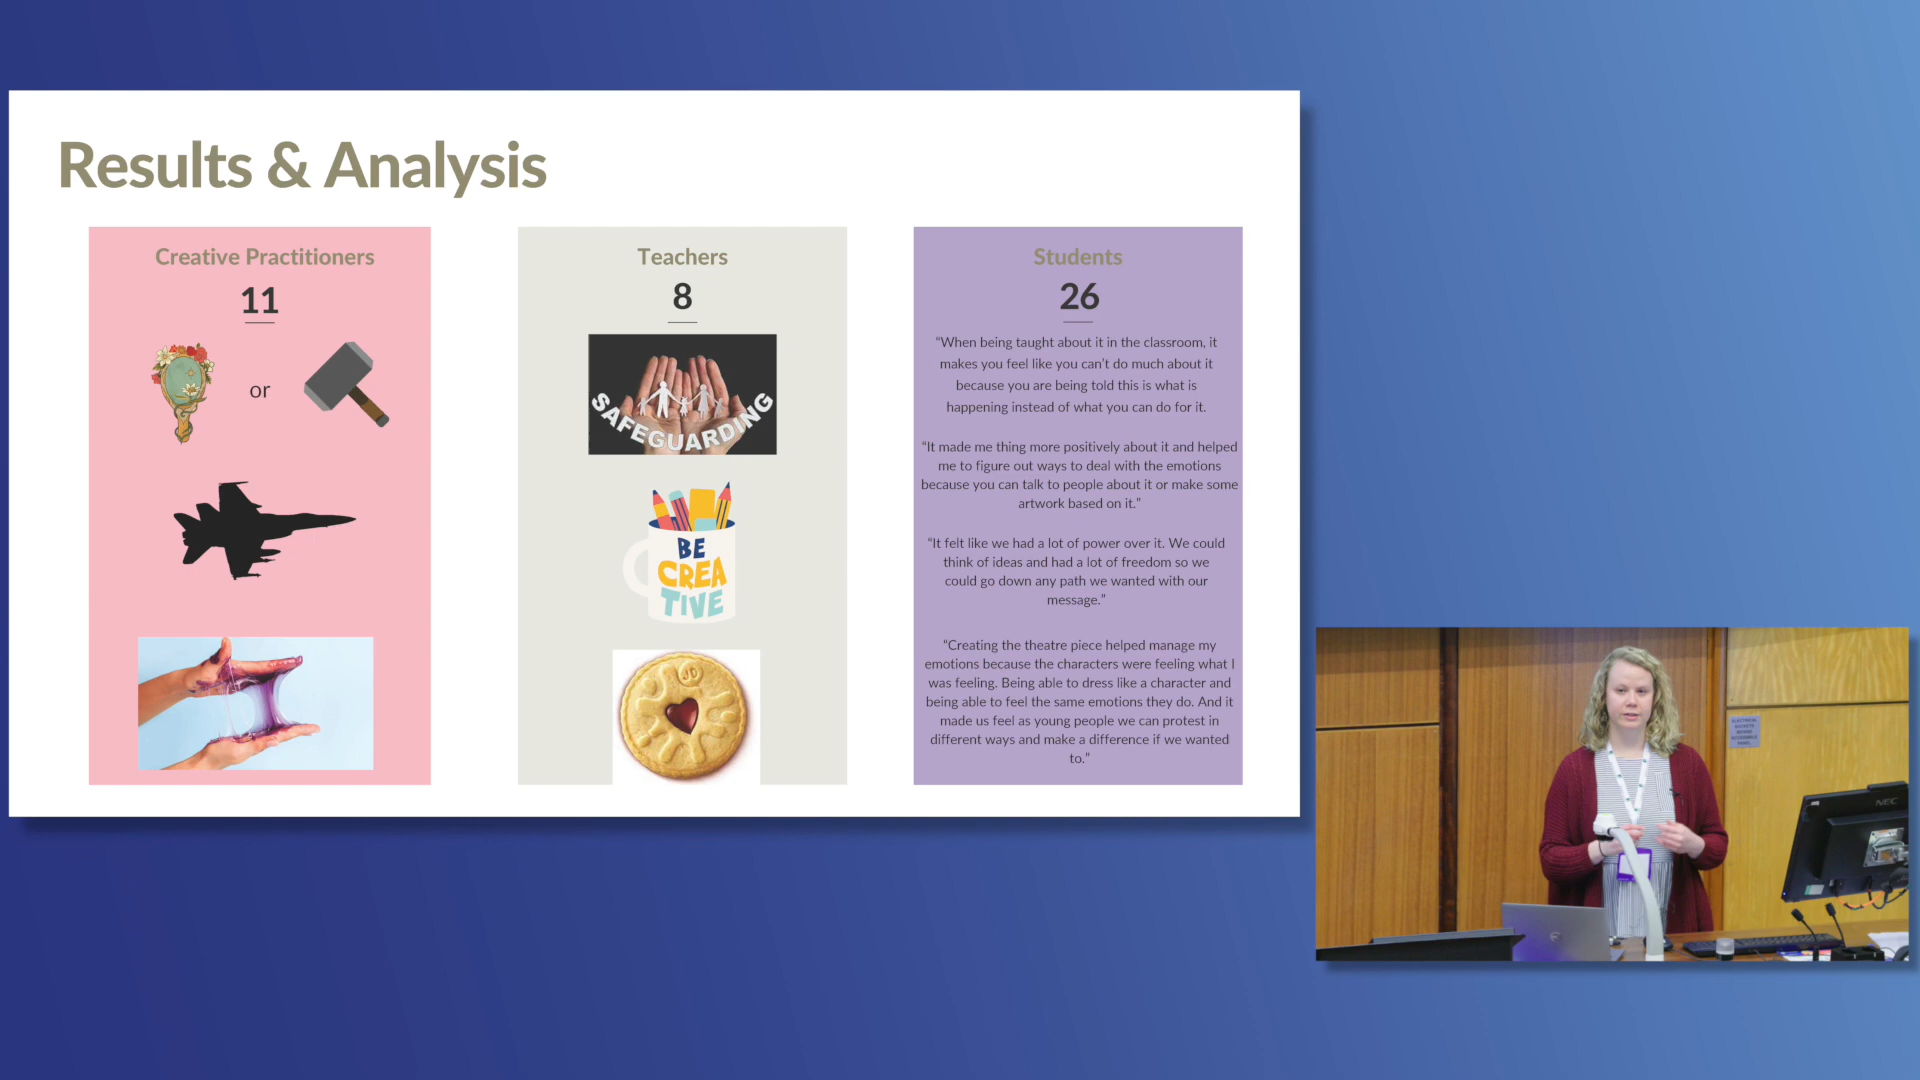 Results & Analysis
Creative Practitioners
11
or
Teachers
8
SAFEGUARDING
BE
CREA
TIVE
JD
Students
26
“When being taught about it in the classroom, it
makes you feel like you can’t do much about it
because you are being told this is what is
happening instead of what you can do for it.
“It made me thing more positively about it and helped
me to figure out ways to deal with the emotions
because you can talk to people about it or make some
artwork based on it.”
“It felt like we had a lot of power over it. We could
think of ideas and had a lot of freedom so we
could go down any path we wanted with our
message.”
“Creating the theatre piece helped manage my
emotions because the characters were feeling what I
was feeling. Being able to dress like a character and
being able to feel the same emotions they do. And it
made us feel as young people we can protest in
different ways and make a difference if we wanted
to.”
ELECTRICAL
SOCKETS
BEHIND
ACCESSIBLE
PANEL
NEC